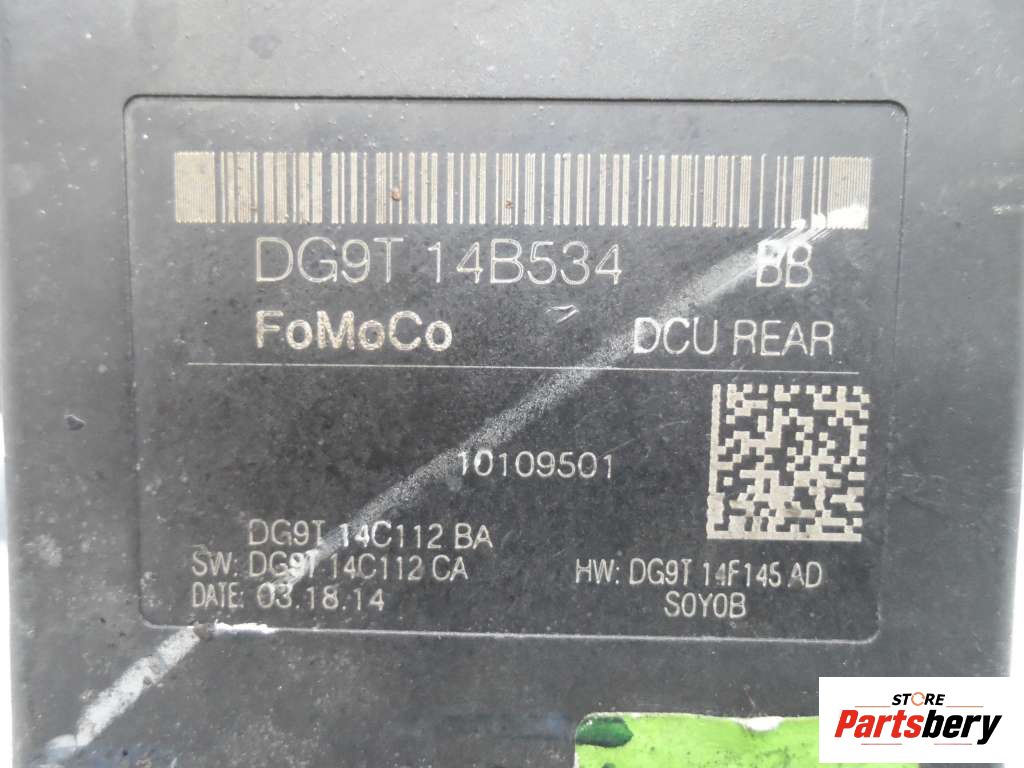 DG9T 14B534 BB
FoMoCo DCU REAR
10109501
DG9T 14C112 BA
SW: DG9T 14C112 CA HW: DG9T 14F145 AD
DATE: 03.18.14 S0Y0B
STORE
Partsbery